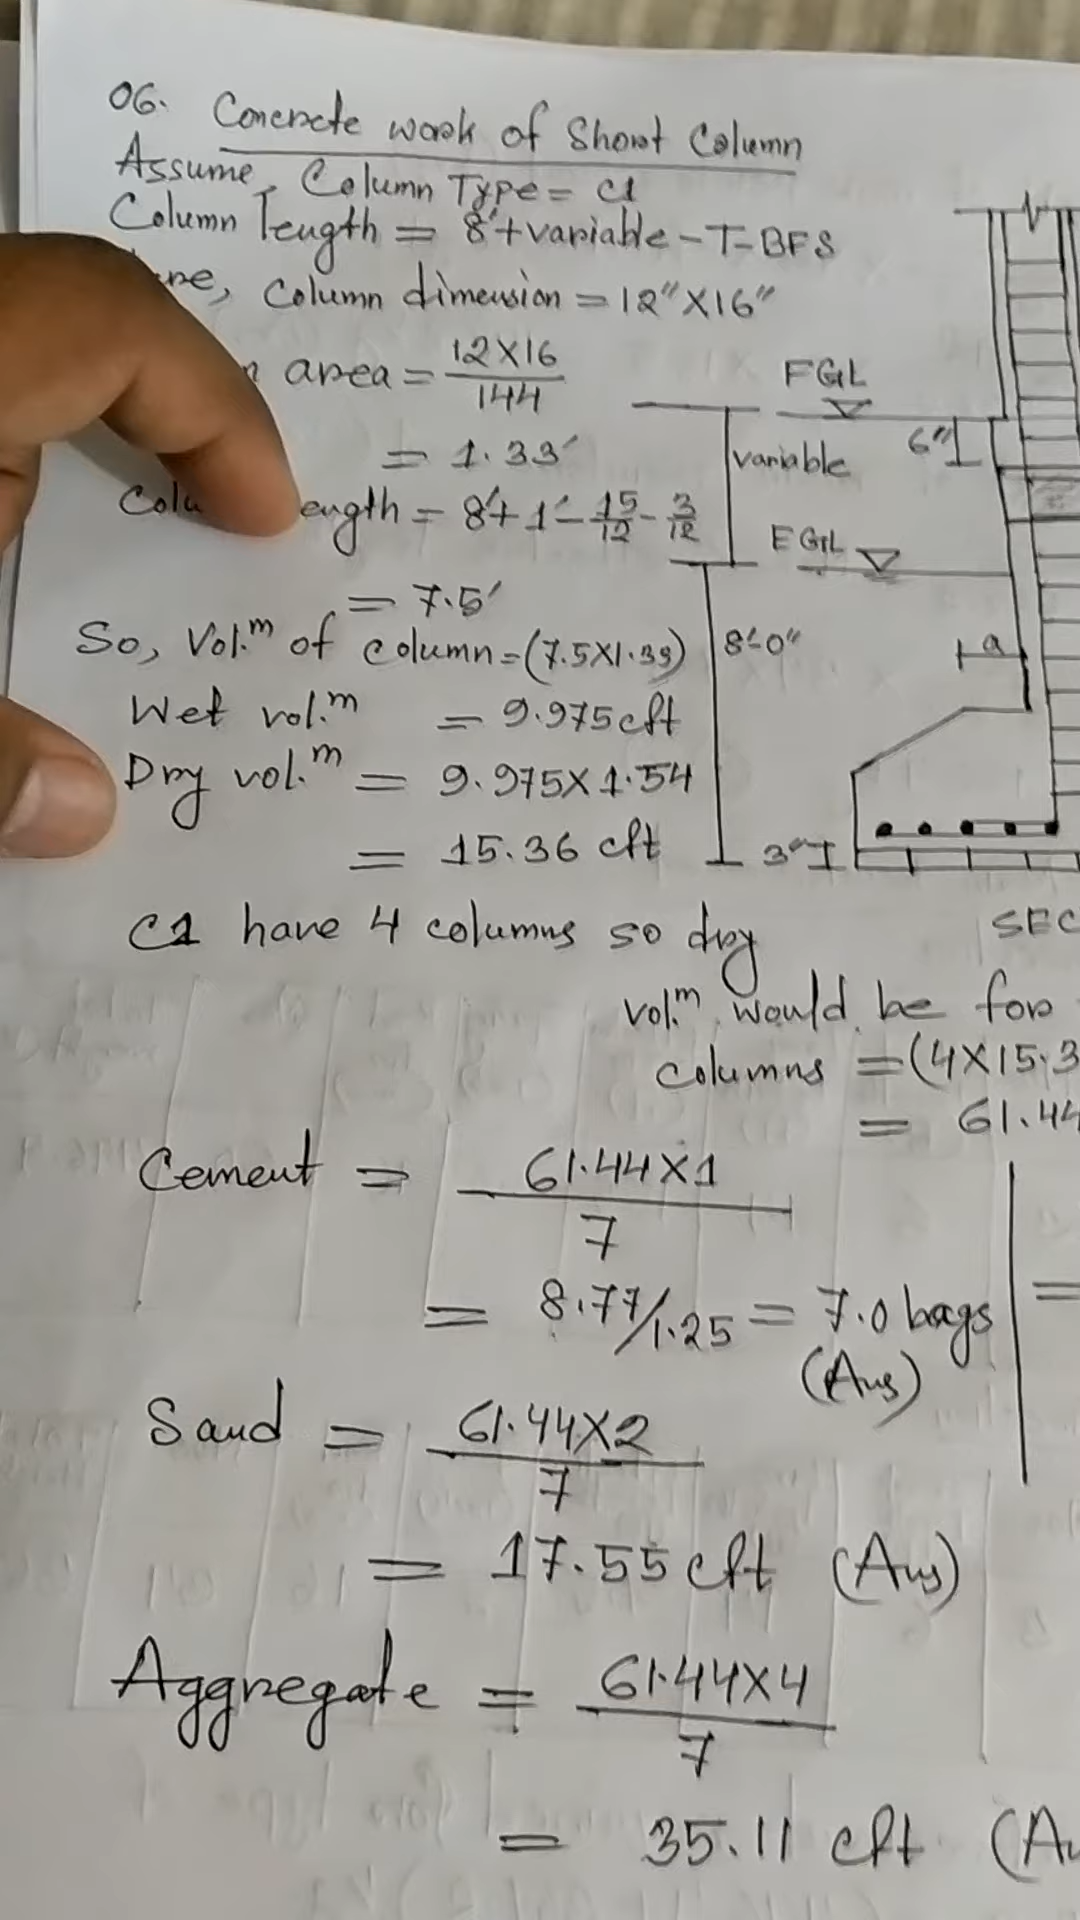 06. Concrete work of Short Column
Assume, Column Type = C1
Column length = 8'+variable-T-BFS
Column dimension = 12"X16"
area = 12X16/144
= 1.33'
length = 8'+1'-15/12-3/12
= 7.5'
So, Vol.m of column=(7.5X1.33)
Wet vol.m = 9.975cft
Dry vol.m = 9.975X1.54
= 15.36 cft
C1 have 4 columns so dry
vol.m would be for
columns =(4X15.3
= 61.44
Cement = 61.44X1/7
= 8.77/1.25 = 7.0 bags
(Ans)
Sand = 61.44X2/7
= 17.55 cft (Ans)
Aggregate = 61.44X4/7
= 35.11 cft
FGL
variable
6"
EGL
8'-0"
a
3"
SEC
=